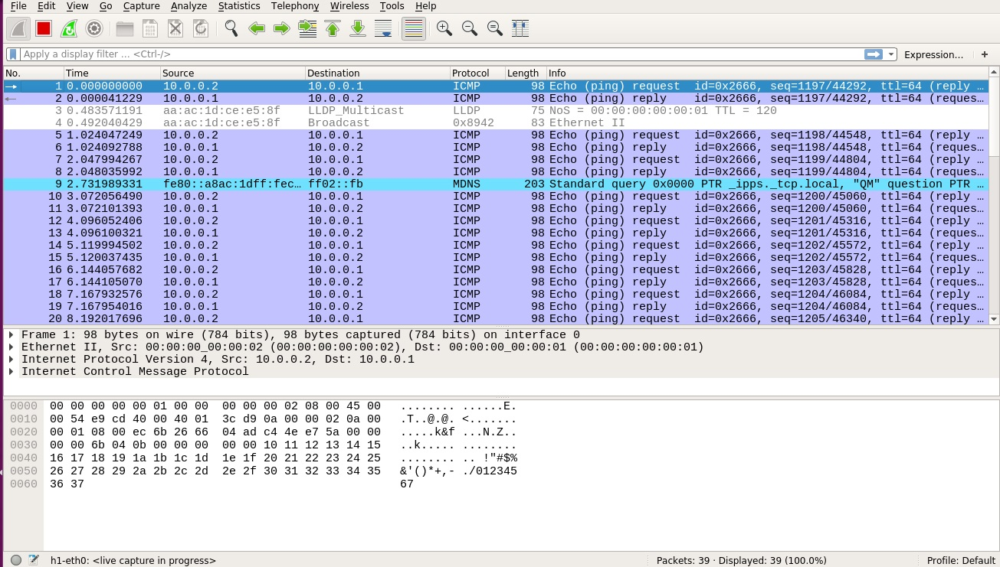 File Edit View Go Capture Analyze Statistics Telephony Wireless Tools Help
Apply a display filter ... <Ctrl-/> Expression... +
No. Time Source Destination Protocol Length Info
1 0.000000000 10.0.0.2 10.0.0.1 ICMP 98 Echo (ping) request id=0x2666, seq=1197/44292, ttl=64 (reply …
2 0.000041229 10.0.0.1 10.0.0.2 ICMP 98 Echo (ping) reply id=0x2666, seq=1197/44292, ttl=64 (reques…
3 0.483571191 aa:ac:1d:ce:e5:8f LLDP_Multicast LLDP 75 NoS = 00:00:00:00:00:01 TTL = 120
4 0.492040429 aa:ac:1d:ce:e5:8f Broadcast 0x8942 83 Ethernet II
5 1.024047249 10.0.0.2 10.0.0.1 ICMP 98 Echo (ping) request id=0x2666, seq=1198/44548, ttl=64 (reply …
6 1.024092788 10.0.0.1 10.0.0.2 ICMP 98 Echo (ping) reply id=0x2666, seq=1198/44548, ttl=64 (reques…
7 2.047994267 10.0.0.2 10.0.0.1 ICMP 98 Echo (ping) request id=0x2666, seq=1199/44804, ttl=64 (reply …
8 2.048035992 10.0.0.1 10.0.0.2 ICMP 98 Echo (ping) reply id=0x2666, seq=1199/44804, ttl=64 (reques…
9 2.731989331 fe80::a8ac:1dff:fec… ff02::fb MDNS 203 Standard query 0x0000 PTR _ipps._tcp.local, "QM" question PTR …
10 3.072056490 10.0.0.2 10.0.0.1 ICMP 98 Echo (ping) request id=0x2666, seq=1200/45060, ttl=64 (reply …
11 3.072101393 10.0.0.1 10.0.0.2 ICMP 98 Echo (ping) reply id=0x2666, seq=1200/45060, ttl=64 (reques…
12 4.096052406 10.0.0.2 10.0.0.1 ICMP 98 Echo (ping) request id=0x2666, seq=1201/45316, ttl=64 (reply …
13 4.096100321 10.0.0.1 10.0.0.2 ICMP 98 Echo (ping) reply id=0x2666, seq=1201/45316, ttl=64 (reques…
14 5.119994502 10.0.0.2 10.0.0.1 ICMP 98 Echo (ping) request id=0x2666, seq=1202/45572, ttl=64 (reply …
15 5.120037435 10.0.0.1 10.0.0.2 ICMP 98 Echo (ping) reply id=0x2666, seq=1202/45572, ttl=64 (reques…
16 6.144057682 10.0.0.2 10.0.0.1 ICMP 98 Echo (ping) request id=0x2666, seq=1203/45828, ttl=64 (reply …
17 6.144105070 10.0.0.1 10.0.0.2 ICMP 98 Echo (ping) reply id=0x2666, seq=1203/45828, ttl=64 (reques…
18 7.167932576 10.0.0.2 10.0.0.1 ICMP 98 Echo (ping) request id=0x2666, seq=1204/46084, ttl=64 (reply …
19 7.167954016 10.0.0.1 10.0.0.2 ICMP 98 Echo (ping) reply id=0x2666, seq=1204/46084, ttl=64 (reques…
20 8.192017696 10.0.0.2 10.0.0.1 ICMP 98 Echo (ping) request id=0x2666, seq=1205/46340, ttl=64 (reply …
Frame 1: 98 bytes on wire (784 bits), 98 bytes captured (784 bits) on interface 0
Ethernet II, Src: 00:00:00_00:00:02 (00:00:00:00:00:02), Dst: 00:00:00_00:00:01 (00:00:00:00:00:01)
Internet Protocol Version 4, Src: 10.0.0.2, Dst: 10.0.0.1
Internet Control Message Protocol
0000 00 00 00 00 00 01 00 00 00 00 00 02 08 00 45 00 ........ ......E.
0010 00 54 e9 cd 40 00 40 01 3c d9 0a 00 00 02 0a 00 .T..@.@. <.......
0020 00 01 08 00 ec 6b 26 66 04 ad c4 4e e7 5a 00 00 .....k&f ...N.Z..
0030 00 00 6b 04 0b 00 00 00 00 00 10 11 12 13 14 15 ..k..... ........
0040 16 17 18 19 1a 1b 1c 1d 1e 1f 20 21 22 23 24 25 ........ .. !"#$%
0050 26 27 28 29 2a 2b 2c 2d 2e 2f 30 31 32 33 34 35 &'()*+,- ./012345
0060 36 37 67
h1-eth0: <live capture in progress> Packets: 39 · Displayed: 39 (100.0%) Profile: Default